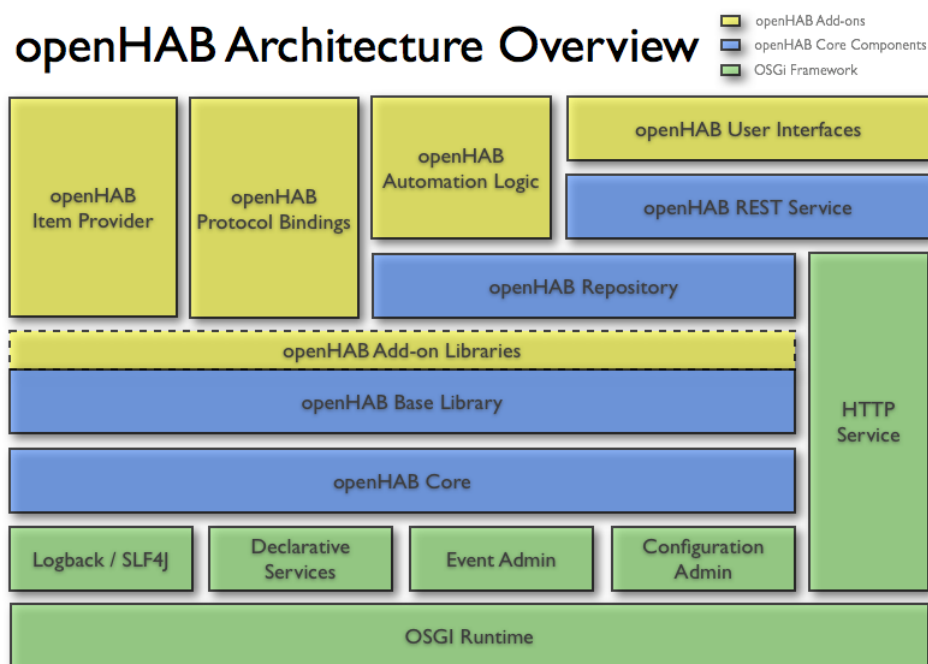 openHAB Architecture Overview
openHAB Add-ons
openHAB Core Components
OSGi Framework
openHAB
Item Provider
openHAB
Protocol Bindings
openHAB
Automation Logic
openHAB User Interfaces
openHAB REST Service
openHAB Repository
openHAB Add-on Libraries
openHAB Base Library
HTTP
Service
openHAB Core
Logback / SLF4J
Declarative
Services
Event Admin
Configuration
Admin
OSGI Runtime